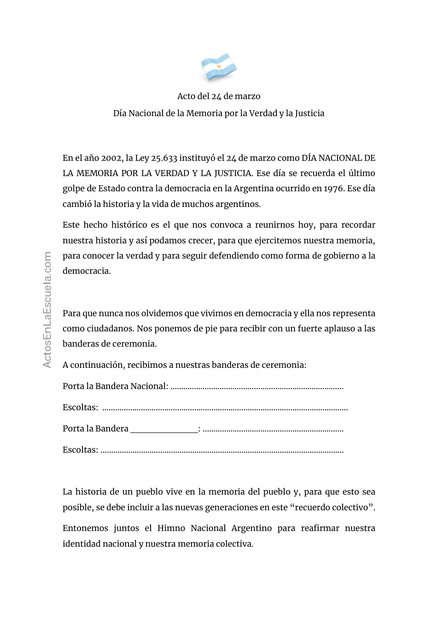 Acto del 24 de marzo
Día Nacional de la Memoria por la Verdad y la Justicia
En el año 2002, la Ley 25.633 instituyó el 24 de marzo como DÍA NACIONAL DE
LA MEMORIA POR LA VERDAD Y LA JUSTICIA. Ese día se recuerda el último
golpe de Estado contra la democracia en la Argentina ocurrido en 1976. Ese día
cambió la historia y la vida de muchos argentinos.
Este hecho histórico es el que nos convoca a reunirnos hoy, para recordar
nuestra historia y así podamos crecer, para que ejercitemos nuestra memoria,
para conocer la verdad y para seguir defendiendo como forma de gobierno a la
democracia.
ActosEnLaEscuela.com
Para que nunca nos olvidemos que vivimos en democracia y ella nos representa
como ciudadanos. Nos ponemos de pie para recibir con un fuerte aplauso a las
banderas de ceremonia.
A continuación, recibimos a nuestras banderas de ceremonia:
Porta la Bandera Nacional: ........................................................................
Escoltas: ........................................................................................................
Porta la Bandera ______________: ............................................................
Escoltas: ......................................................................................................
La historia de un pueblo vive en la memoria del pueblo y, para que esto sea
posible, se debe incluir a las nuevas generaciones en este “recuerdo colectivo”.
Entonemos juntos el Himno Nacional Argentino para reafirmar nuestra
identidad nacional y nuestra memoria colectiva.